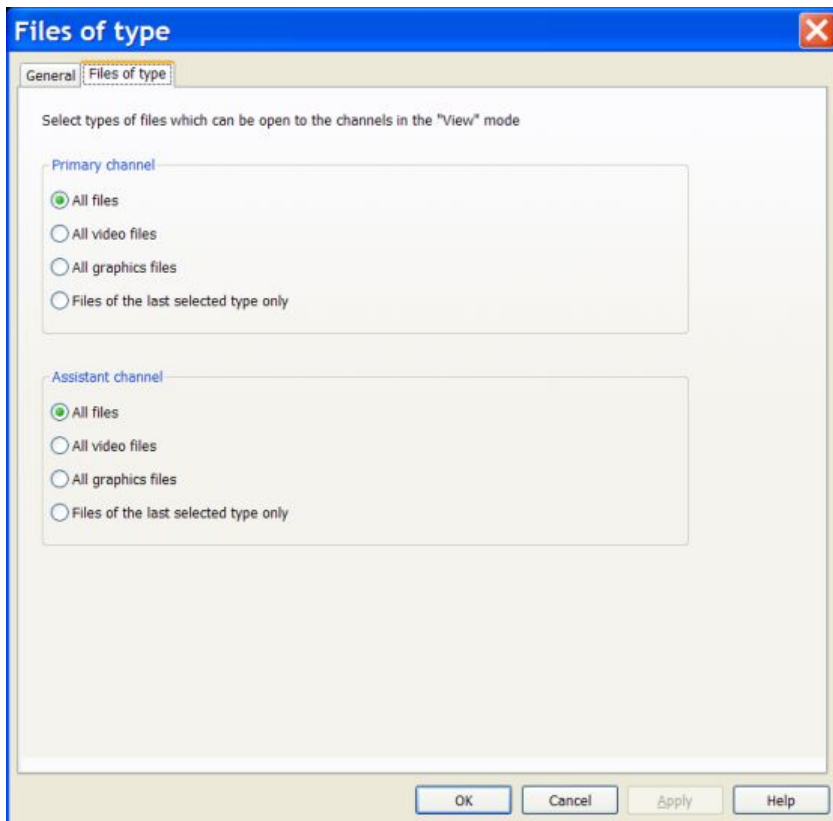 Files of type
General Files of type
Select types of files which can be open to the channels in the "View" mode
Primary channel
All files
All video files
All graphics files
Files of the last selected type only
Assistant channel
All files
All video files
All graphics files
Files of the last selected type only
OK Cancel Apply Help